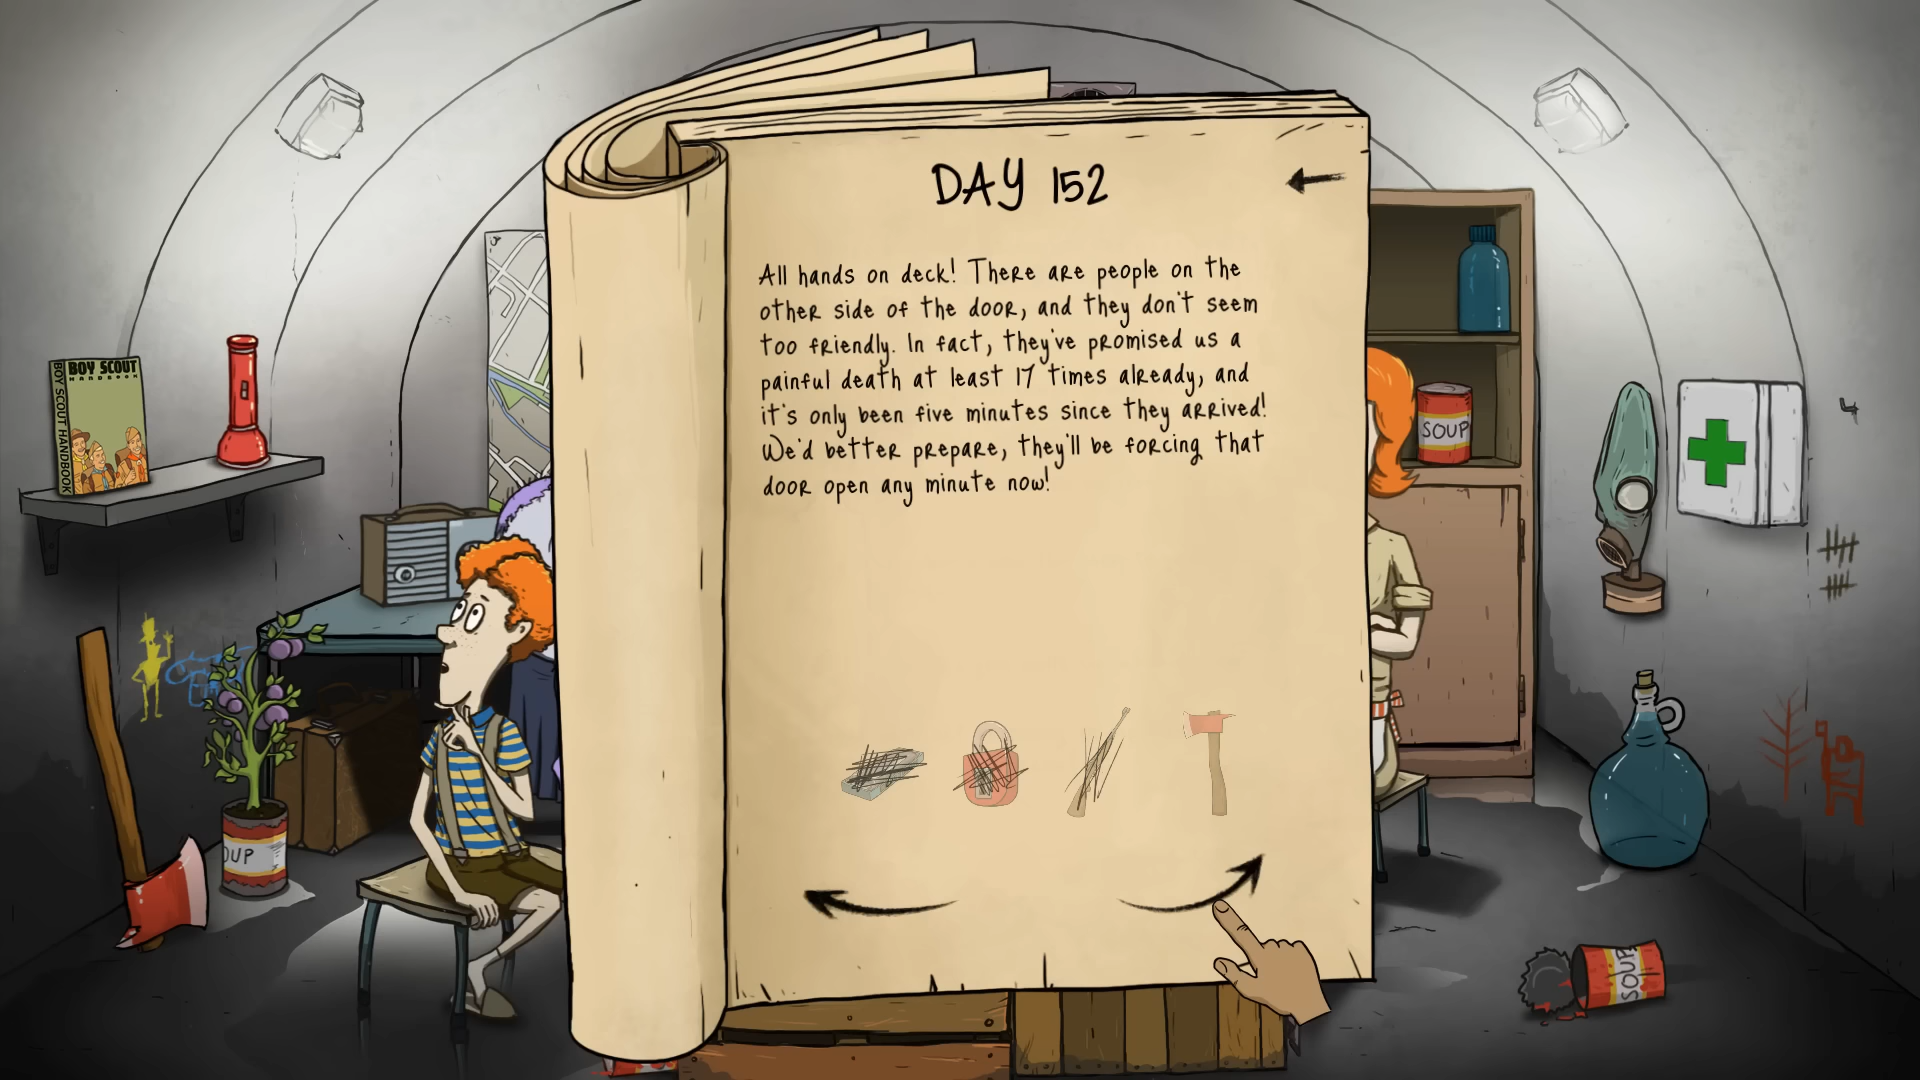 DAY 152
All hands on deck! There are people on the
other side of the door, and they don't seem
too friendly. In fact, they've promised us a
painful death at least 17 times already, and
it's only been five minutes since they arrived!
We'd better prepare, they'll be forcing that
door open any minute now!
BOY SCOUT
HANDBOOK
BOY SCOUT HANDBOOK
SOUP
OUP
SOUP